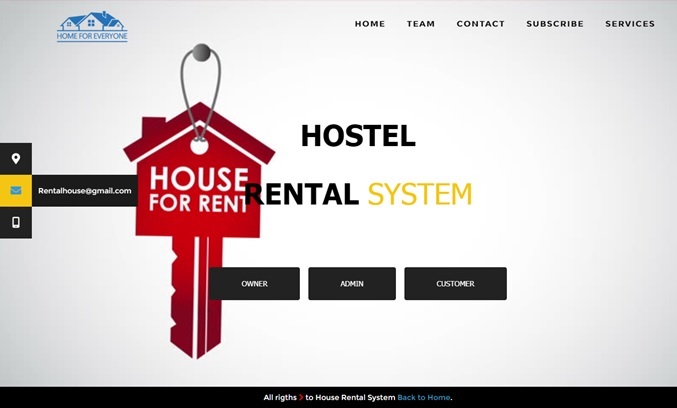 HOME FOR EVERYONE
HOME TEAM CONTACT SUBSCRIBE SERVICES
HOSTEL
HOUSE
FOR RENT
RENTAL SYSTEM
Rentalhouse@gmail.com
OWNER ADMIN CUSTOMER
All rigths to House Rental System Back to Home.